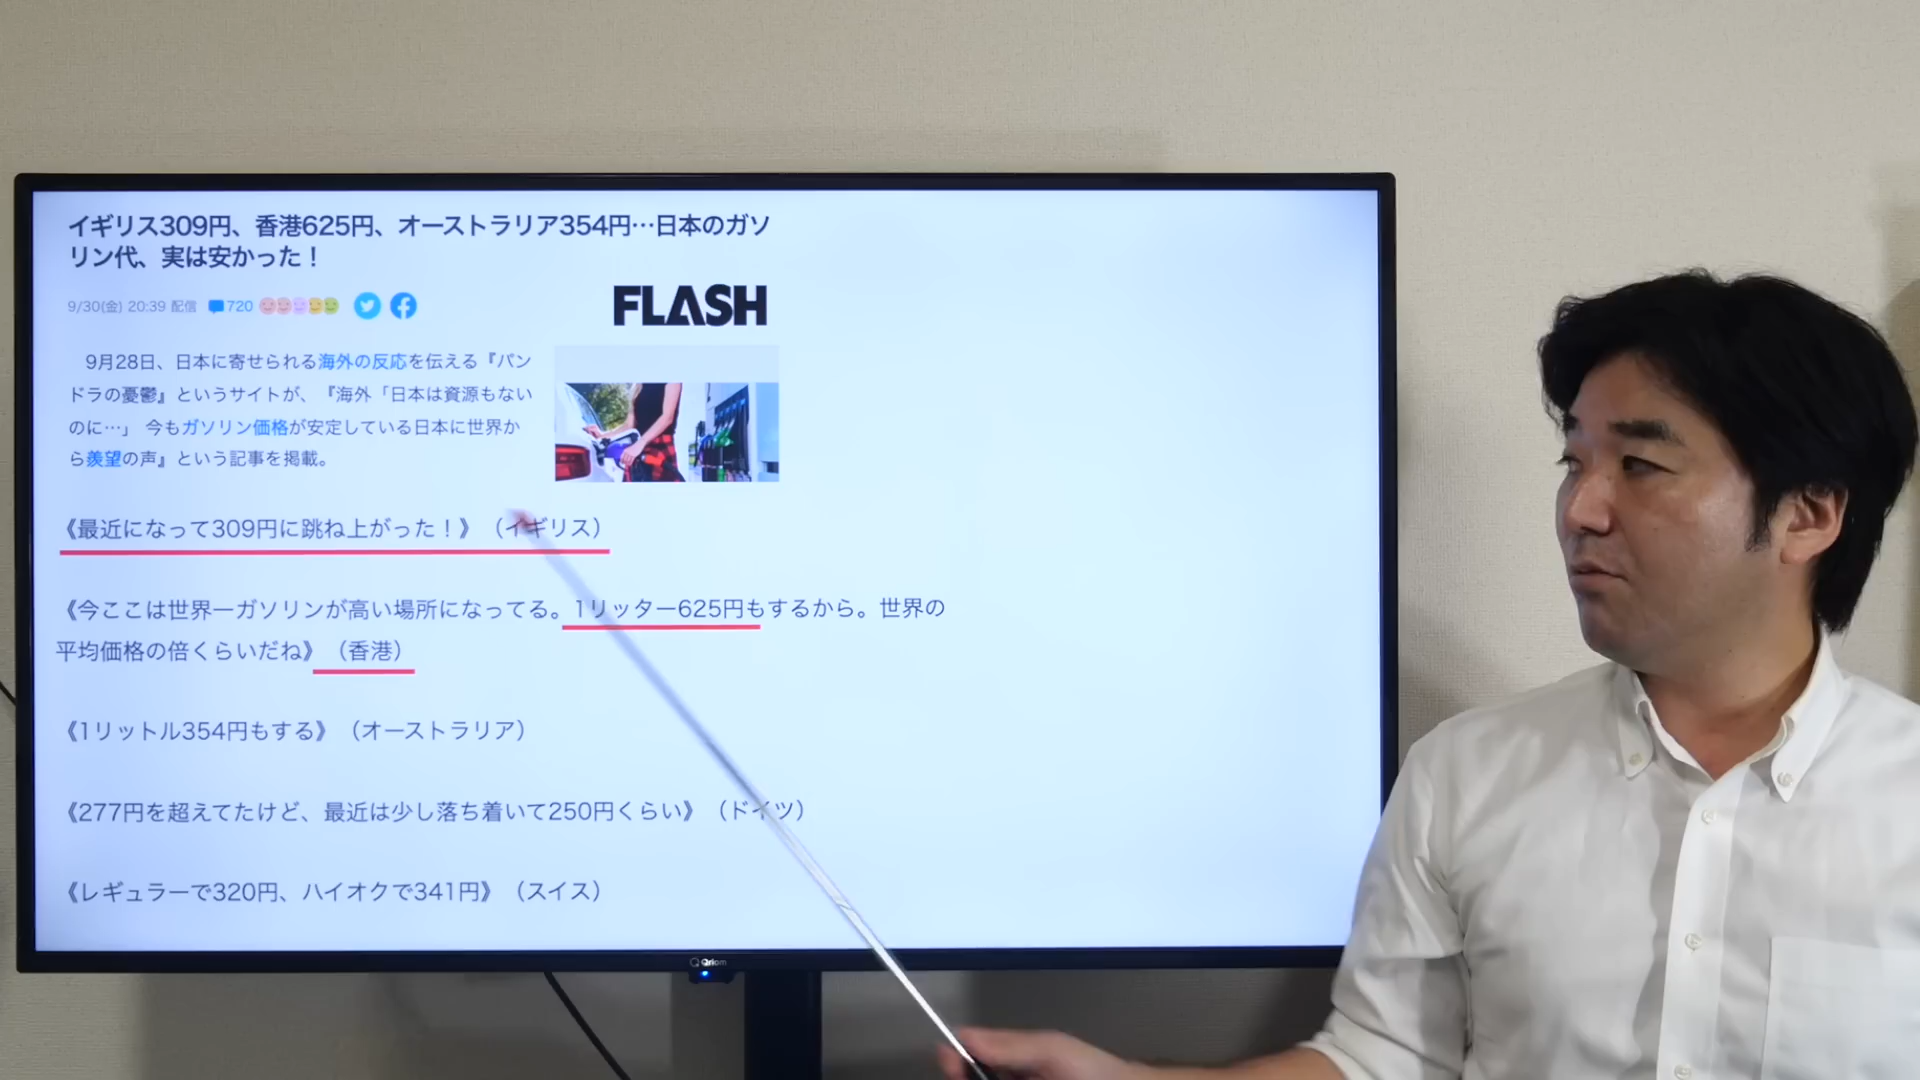 イギリス309円、香港625円、オーストラリア354円…日本のガソ
リン代、実は安かった！
9/30(金) 20:39 配信 720
FLASH
9月28日、日本に寄せられる海外の反応を伝える『パン
ドラの憂鬱』というサイトが、『海外「日本は資源もない
のに…」 今もガソリン価格が安定している日本に世界か
ら羨望の声』という記事を掲載。
《最近になって309円に跳ね上がった！》（イギリス）
《今ここは世界一ガソリンが高い場所になってる。1リッター625円もするから。世界の
平均価格の倍くらいだね》（香港）
《1リットル354円もする》（オーストラリア）
《277円を超えてたけど、最近は少し落ち着いて250円くらい》（ドイツ）
《レギュラーで320円、ハイオクで341円》（スイス）
Qriom